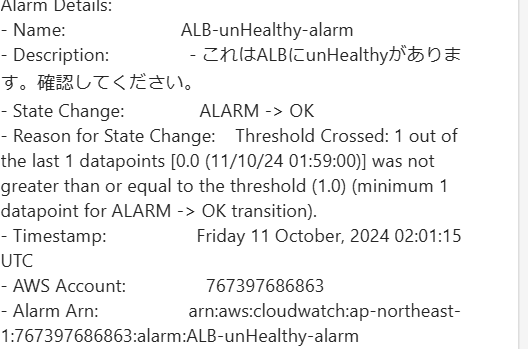 Alarm Details:
- Name: ALB-unHealthy-alarm
- Description: - これはALBにunHealthyがありま
す。確認してください。
- State Change: ALARM -> OK
- Reason for State Change: Threshold Crossed: 1 out of
the last 1 datapoints [0.0 (11/10/24 01:59:00)] was not
greater than or equal to the threshold (1.0) (minimum 1
datapoint for ALARM -> OK transition).
- Timestamp: Friday 11 October, 2024 02:01:15
UTC
- AWS Account: 767397686863
- Alarm Arn: arn:aws:cloudwatch:ap-northeast-
1:767397686863:alarm:ALB-unHealthy-alarm